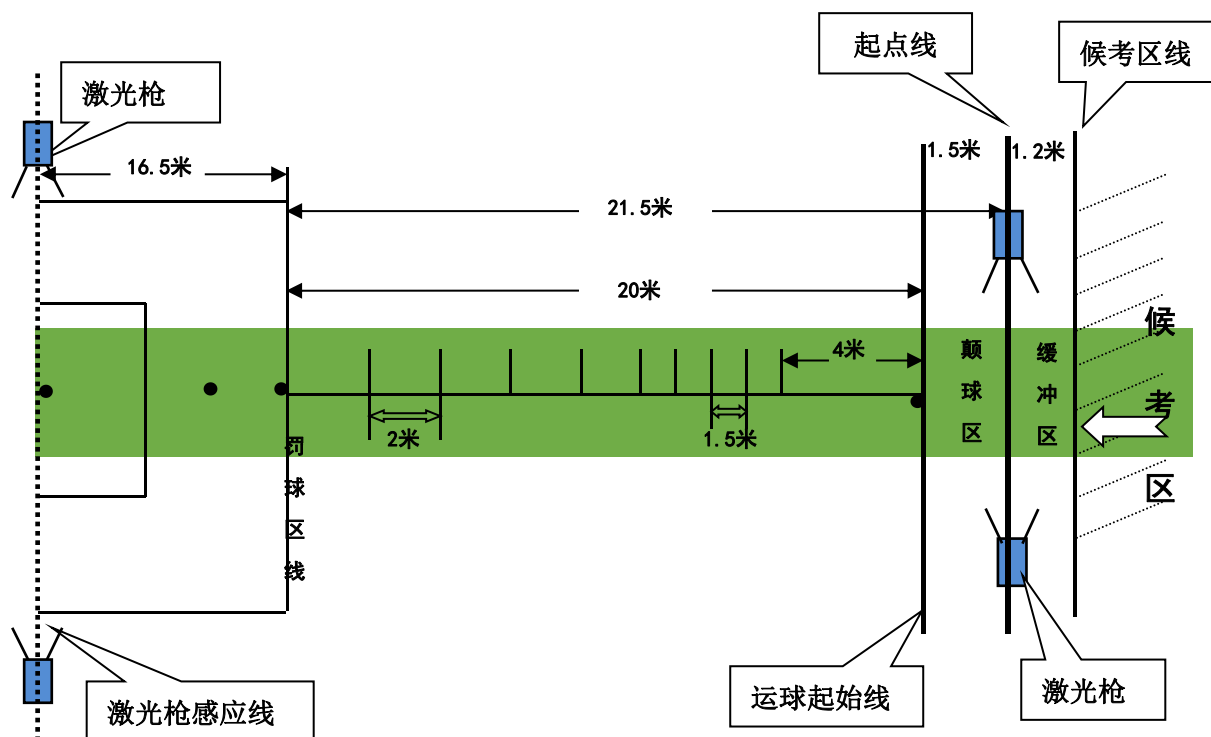 起点线
候考区线
激光枪
16.5米
1.5米
1.2米
21.5米
20米
4米
颠球区
缓冲区
候考区
2米
1.5米
罚球区线
激光枪感应线
运球起始线
激光枪